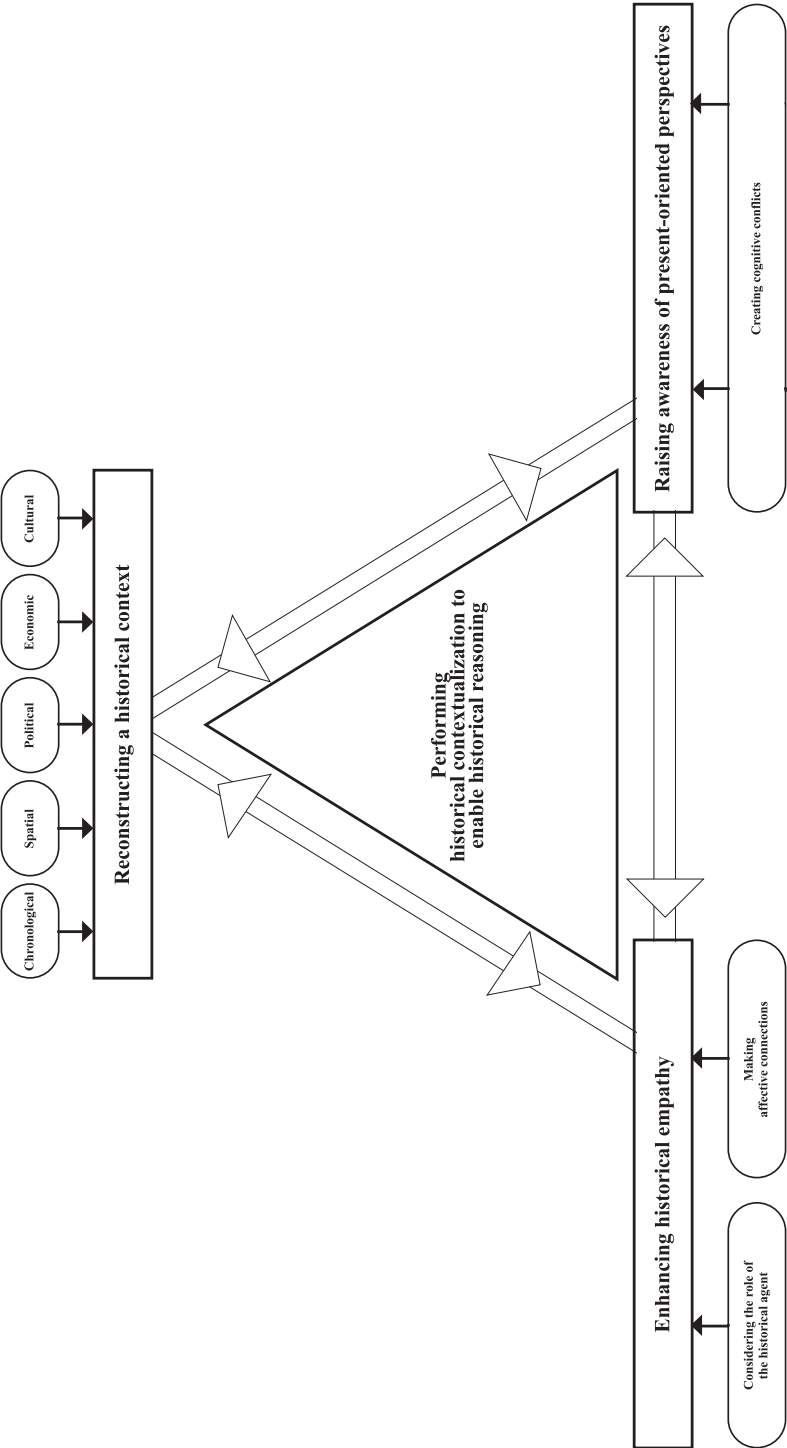 Chronological
Spatial
Political
Economic
Cultural
Reconstructing a historical context
Performing
historical contextualization to
enable historical reasoning
Enhancing historical empathy
Raising awareness of present-oriented perspectives
Considering the role of
the historical agent
Making
affective connections
Creating cognitive conflicts